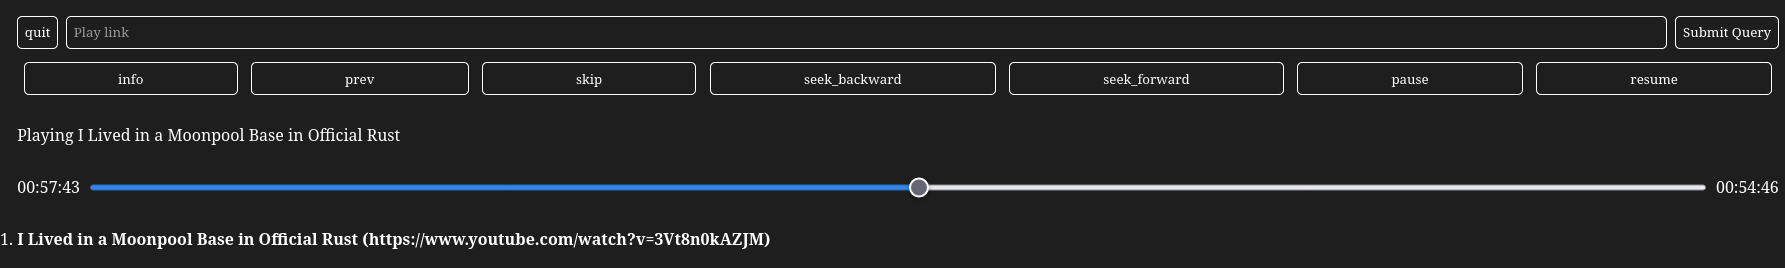 quit Play link Submit Query
info prev skip seek_backward seek_forward pause resume
Playing I Lived in a Moonpool Base in Official Rust
00:57:43 00:54:46
1. I Lived in a Moonpool Base in Official Rust (https://www.youtube.com/watch?v=3Vt8n0kAZJM)